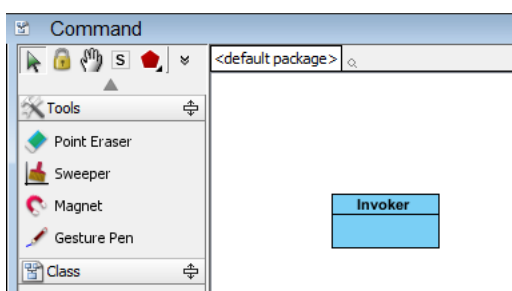 Command
S
<default package>
Tools
Point Eraser
Sweeper
Magnet
Gesture Pen
Class
Invoker